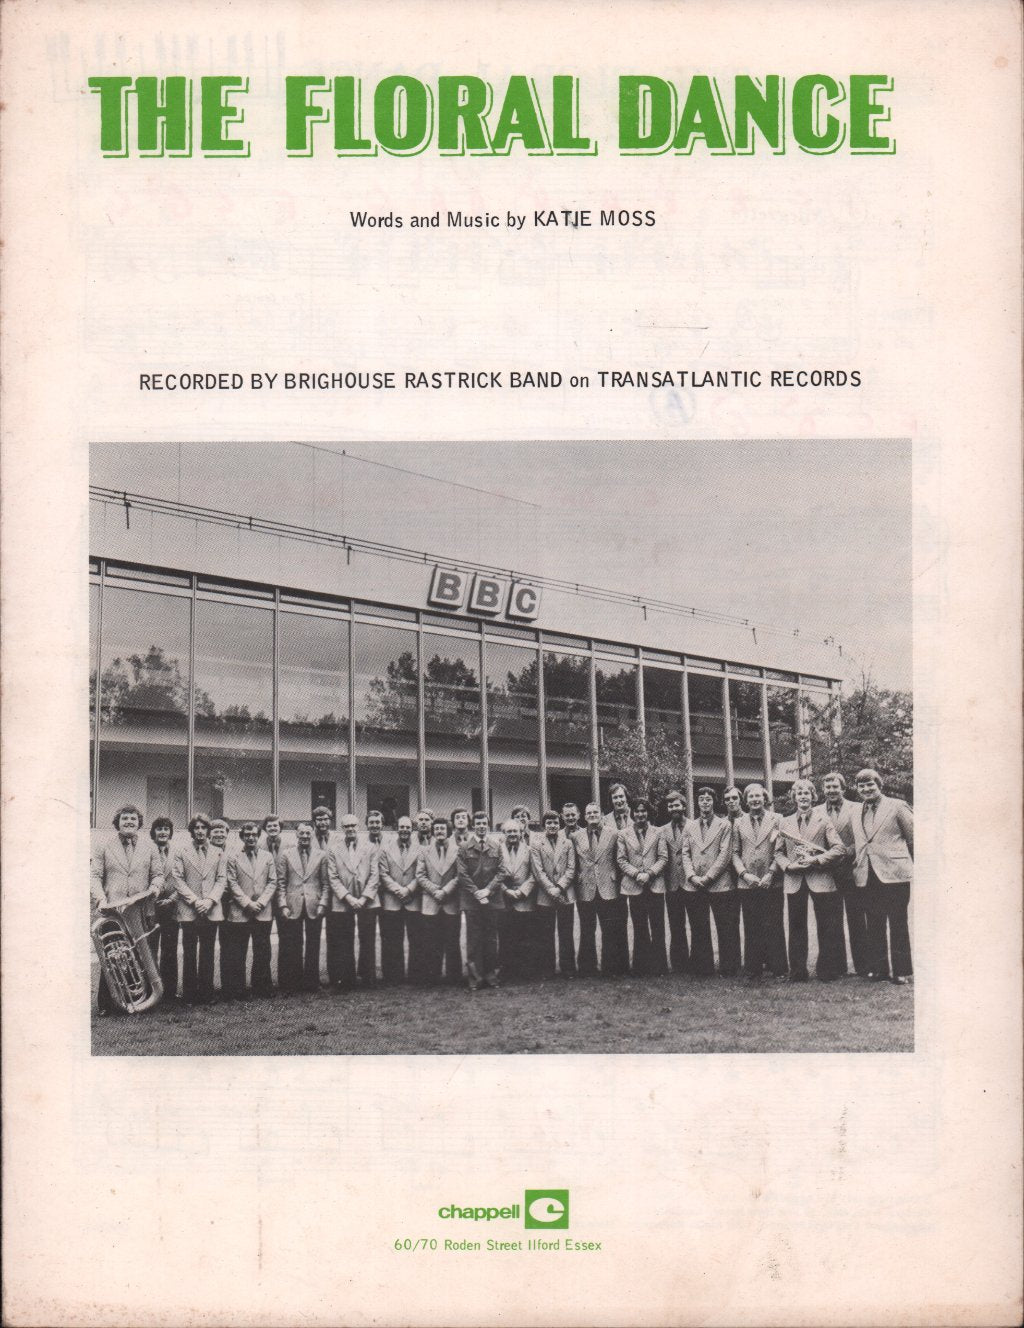 THE FLORAL DANCE
Words and Music by KATIE MOSS
RECORDED BY BRIGHOUSE RASTRICK BAND on TRANSATLANTIC RECORDS
BBC
chappell
60/70 Roden Street Ilford Essex